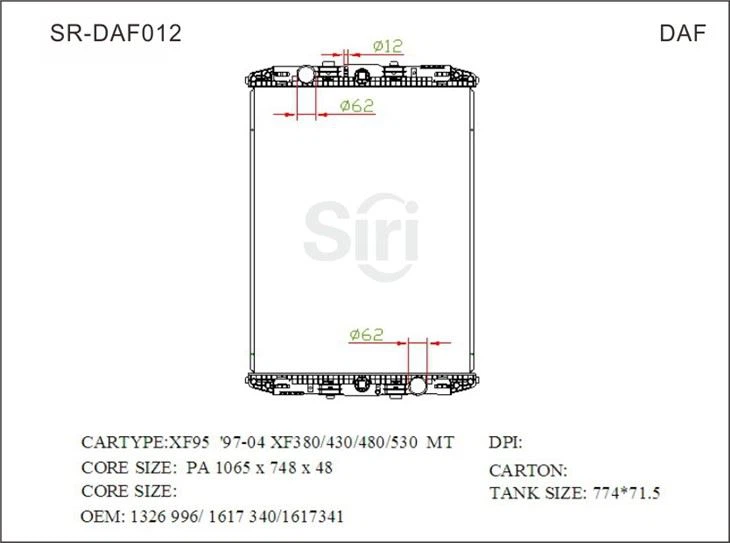 SR-DAF012
DAF
ø12
ø62
Siri
ø62
CARTYPE:XF95 '97-04 XF380/430/480/530 MT
DPI:
CORE SIZE: PA 1065 x 748 x 48
CARTON:
CORE SIZE:
TANK SIZE: 774*71.5
OEM: 1326 996/ 1617 340/1617341